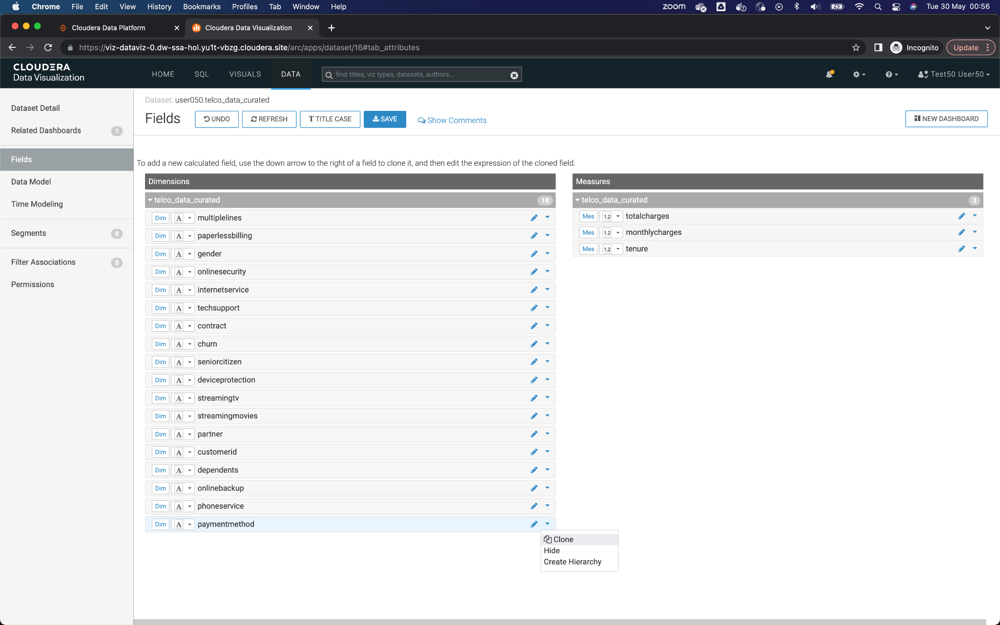 Chrome File Edit View History Bookmarks Profiles Tab Window Help zoom Tue 30 May 00:56
Cloudera Data Platform Cloudera Data Visualization
https://viz-dataviz-0.dw-ssa-hol.yu1t-vbzg.cloudera.site/arc/apps/dataset/16#tab_attributes Incognito Update
CLOUDERA
Data Visualization
HOME SQL VISUALS DATA find titles, viz types, datasets, authors... Test50 User50
Dataset Detail
Related Dashboards 1
Fields
Data Model
Time Modeling
Segments 0
Filter Associations 0
Permissions
Dataset: user050.telco_data_curated
Fields UNDO REFRESH T TITLE CASE SAVE Show Comments NEW DASHBOARD
To add a new calculated field, use the down arrow to the right of a field to clone it, and then edit the expression of the cloned field.
Dimensions
telco_data_curated 18
Dim A multiplelines
Dim A paperlessbilling
Dim A gender
Dim A onlinesecurity
Dim A internetservice
Dim A techsupport
Dim A contract
Dim A churn
Dim A seniorcitizen
Dim A deviceprotection
Dim A streamingtv
Dim A streamingmovies
Dim A partner
Dim A customerid
Dim A dependents
Dim A onlinebackup
Dim A phoneservice
Dim A paymentmethod
Clone
Hide
Create Hierarchy
Measures
telco_data_curated 3
Mes 1.2 totalcharges
Mes 1.2 monthlycharges
Mes 1.2 tenure